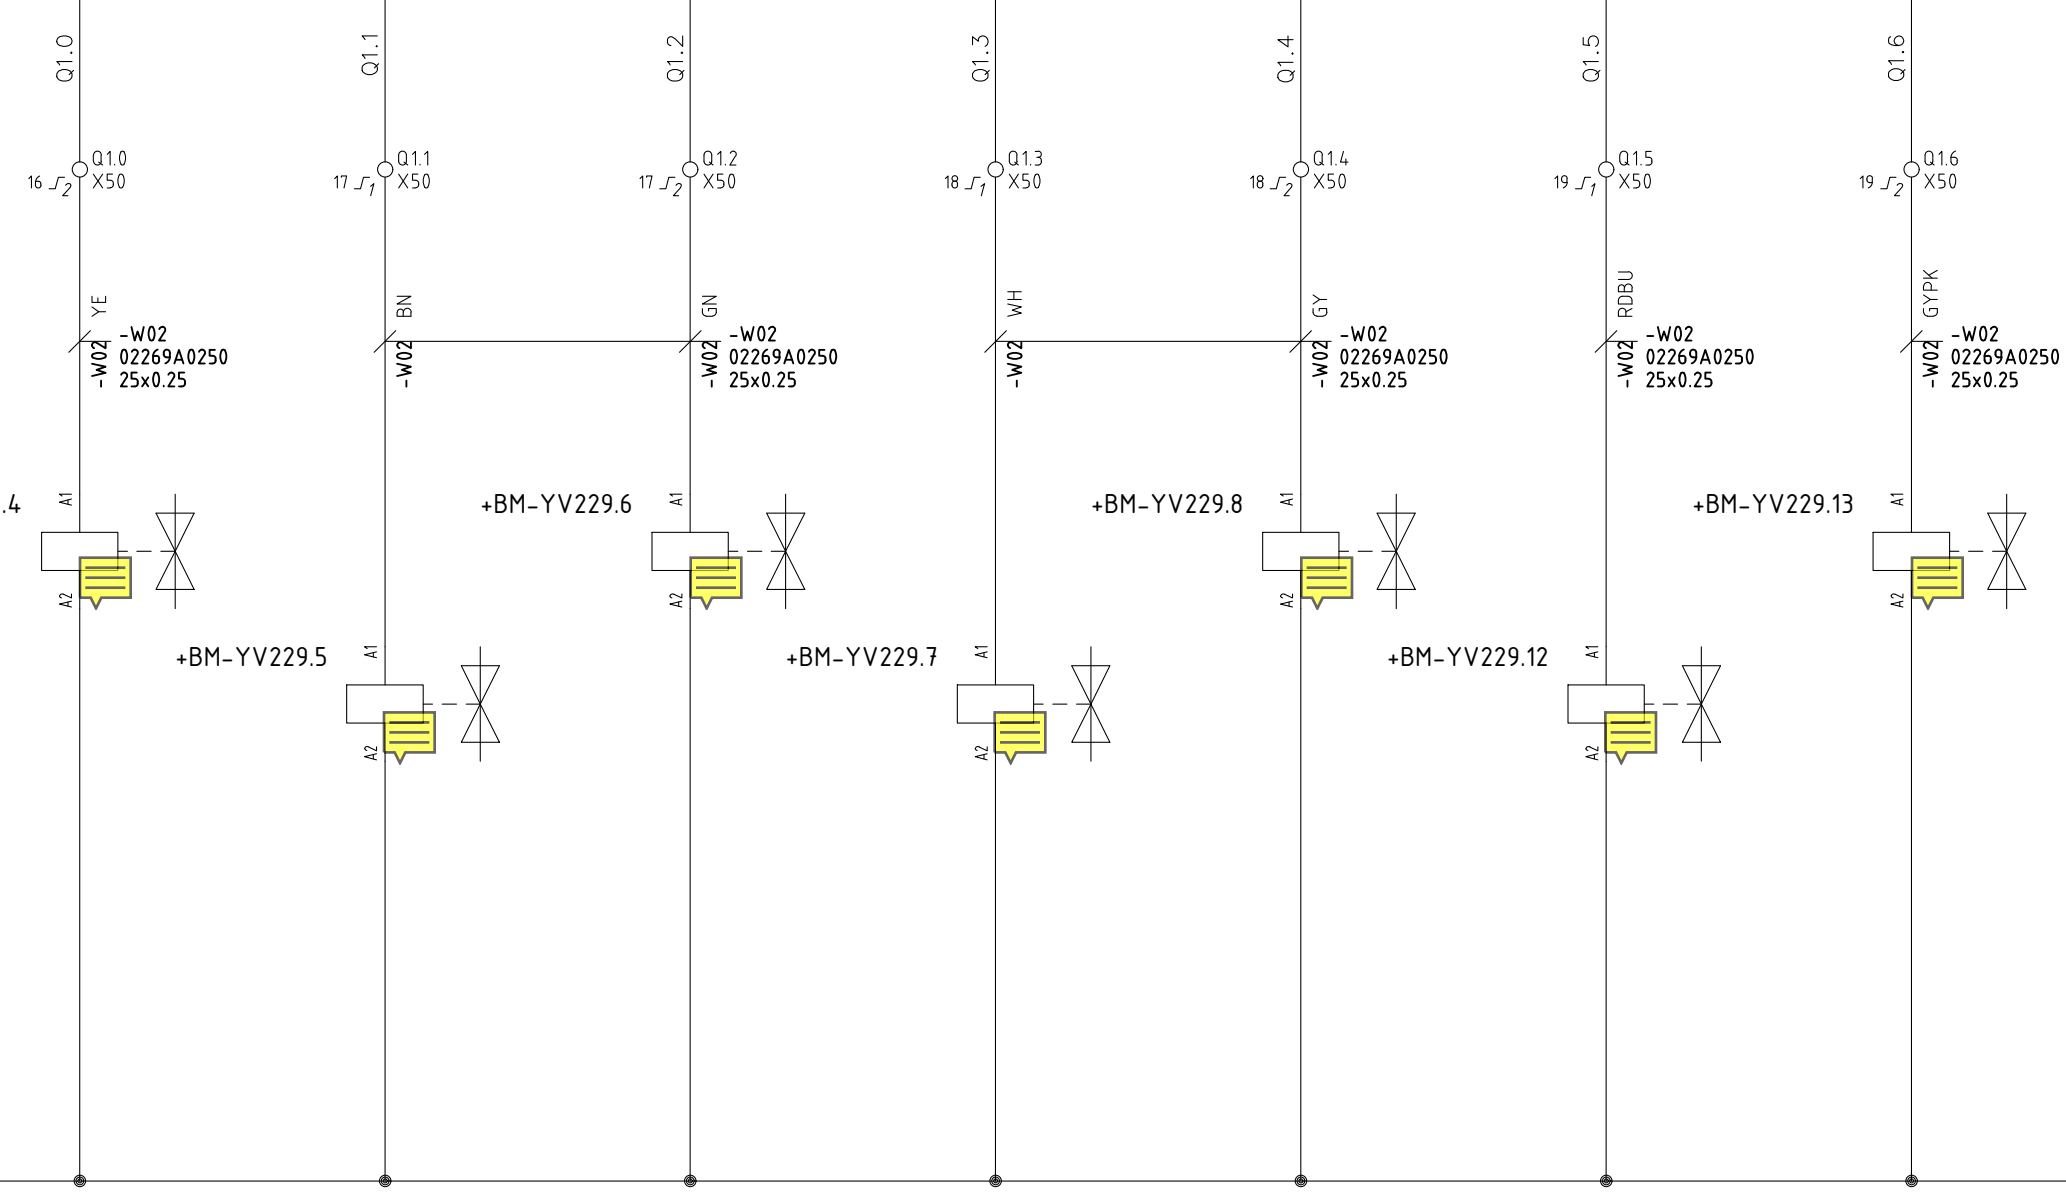 Q1.0
Q1.1
Q1.2
Q1.3
Q1.4
Q1.5
Q1.6
Q1.0
16 2 X50
Q1.1
17 1 X50
Q1.2
17 2 X50
Q1.3
18 1 X50
Q1.4
18 2 X50
Q1.5
19 1 X50
Q1.6
19 2 X50
YE
BN
GN
WH
GY
RDBU
GYPK
-W02
-W02
02269A0250
25x0.25
-W02
-W02
-W02
02269A0250
25x0.25
-W02
-W02
-W02
02269A0250
25x0.25
-W02
-W02
02269A0250
25x0.25
-W02
-W02
02269A0250
25x0.25
.4
A1
A2
+BM-YV229.6
A1
A2
+BM-YV229.8
A1
A2
+BM-YV229.13
A1
A2
+BM-YV229.5
A1
A2
+BM-YV229.7
A1
A2
+BM-YV229.12
A1
A2